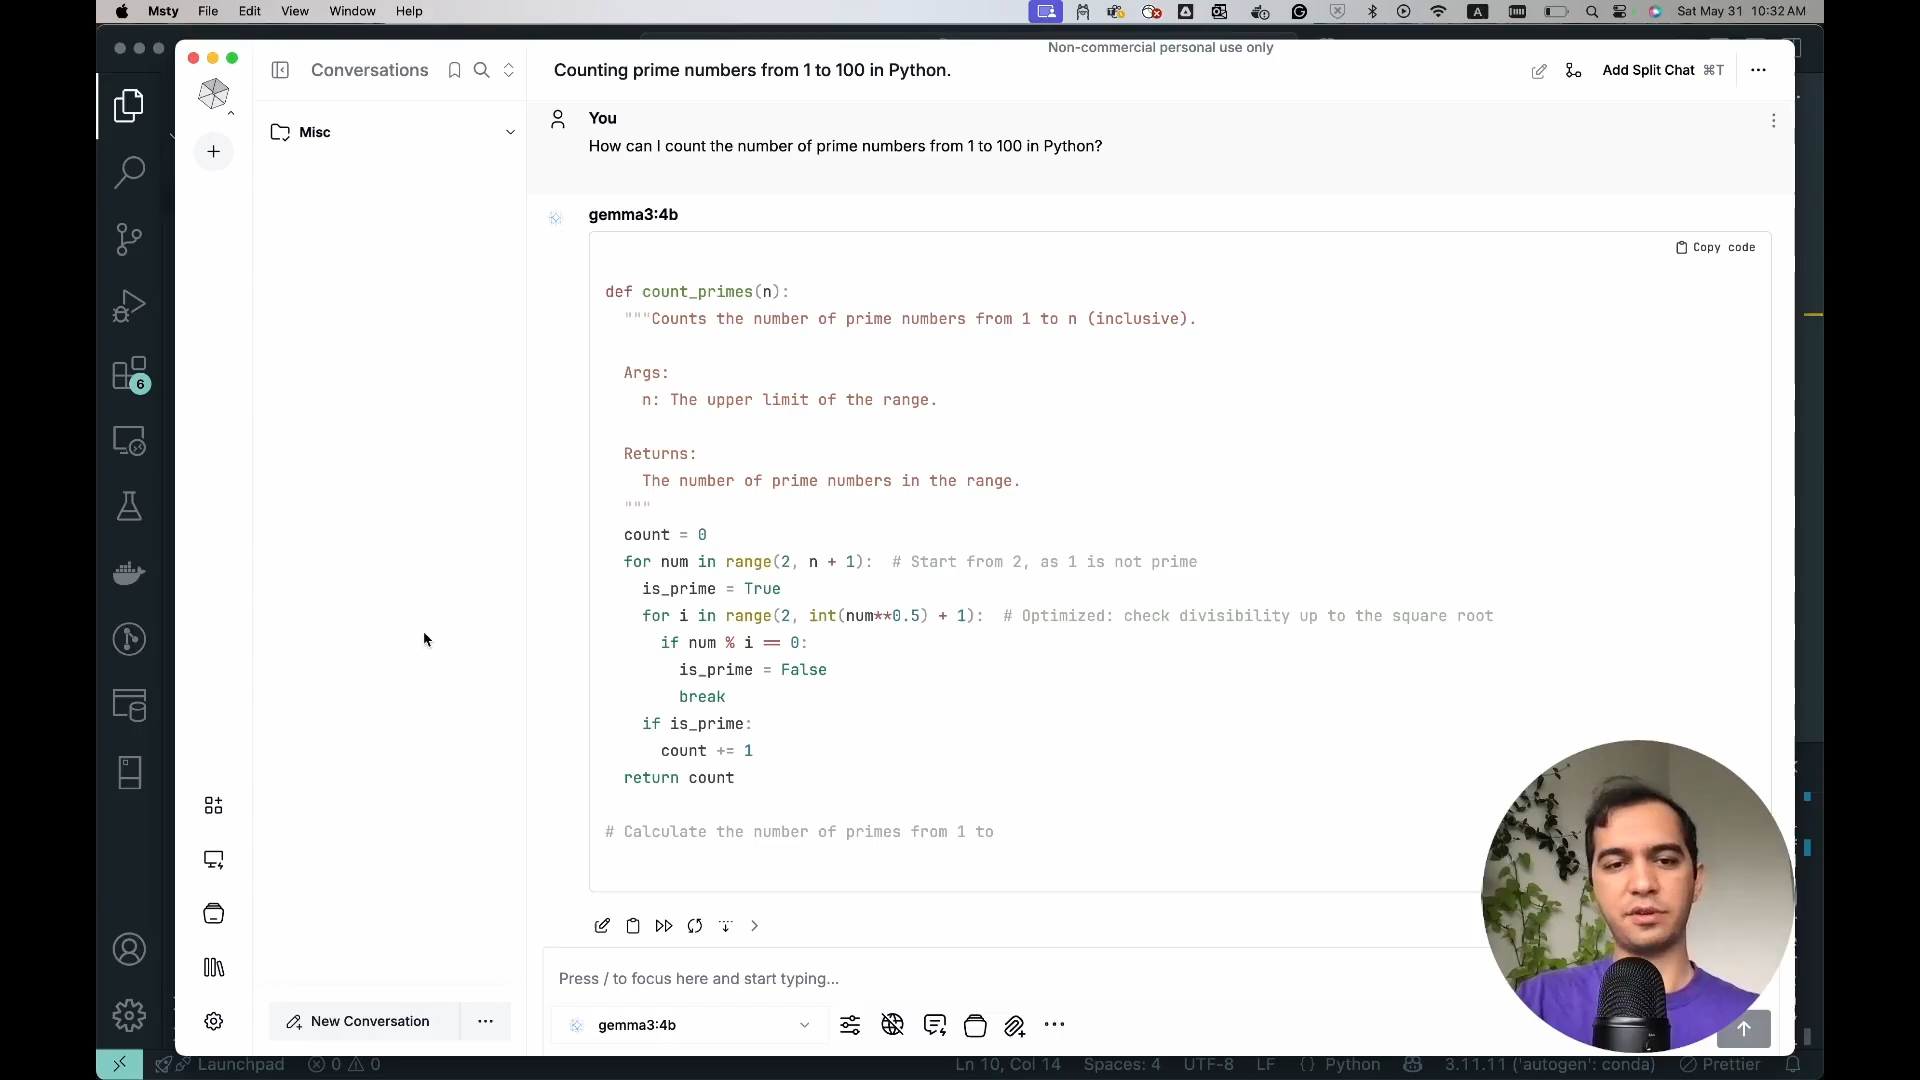 Msty File Edit View Window Help
A Sat May 31 10:32 AM
Non-commercial personal use only
Conversations
Counting prime numbers from 1 to 100 in Python.
Add Split Chat ⌘T
Misc
You
How can I count the number of prime numbers from 1 to 100 in Python?
gemma3:4b
Copy code
def count_primes(n):
"""Counts the number of prime numbers from 1 to n (inclusive).
Args:
n: The upper limit of the range.
Returns:
The number of prime numbers in the range.
"""
count = 0
for num in range(2, n + 1): # Start from 2, as 1 is not prime
is_prime = True
for i in range(2, int(num**0.5) + 1): # Optimized: check divisibility up to the square root
if num % i == 0:
is_prime = False
break
if is_prime:
count += 1
return count
# Calculate the number of primes from 1 to
6
Press / to focus here and start typing...
New Conversation
gemma3:4b
Launchpad 0 0 Ln 10, Col 14 Spaces: 4 UTF-8 LF {} Python 3.11.11 ('autogen': conda) Prettier